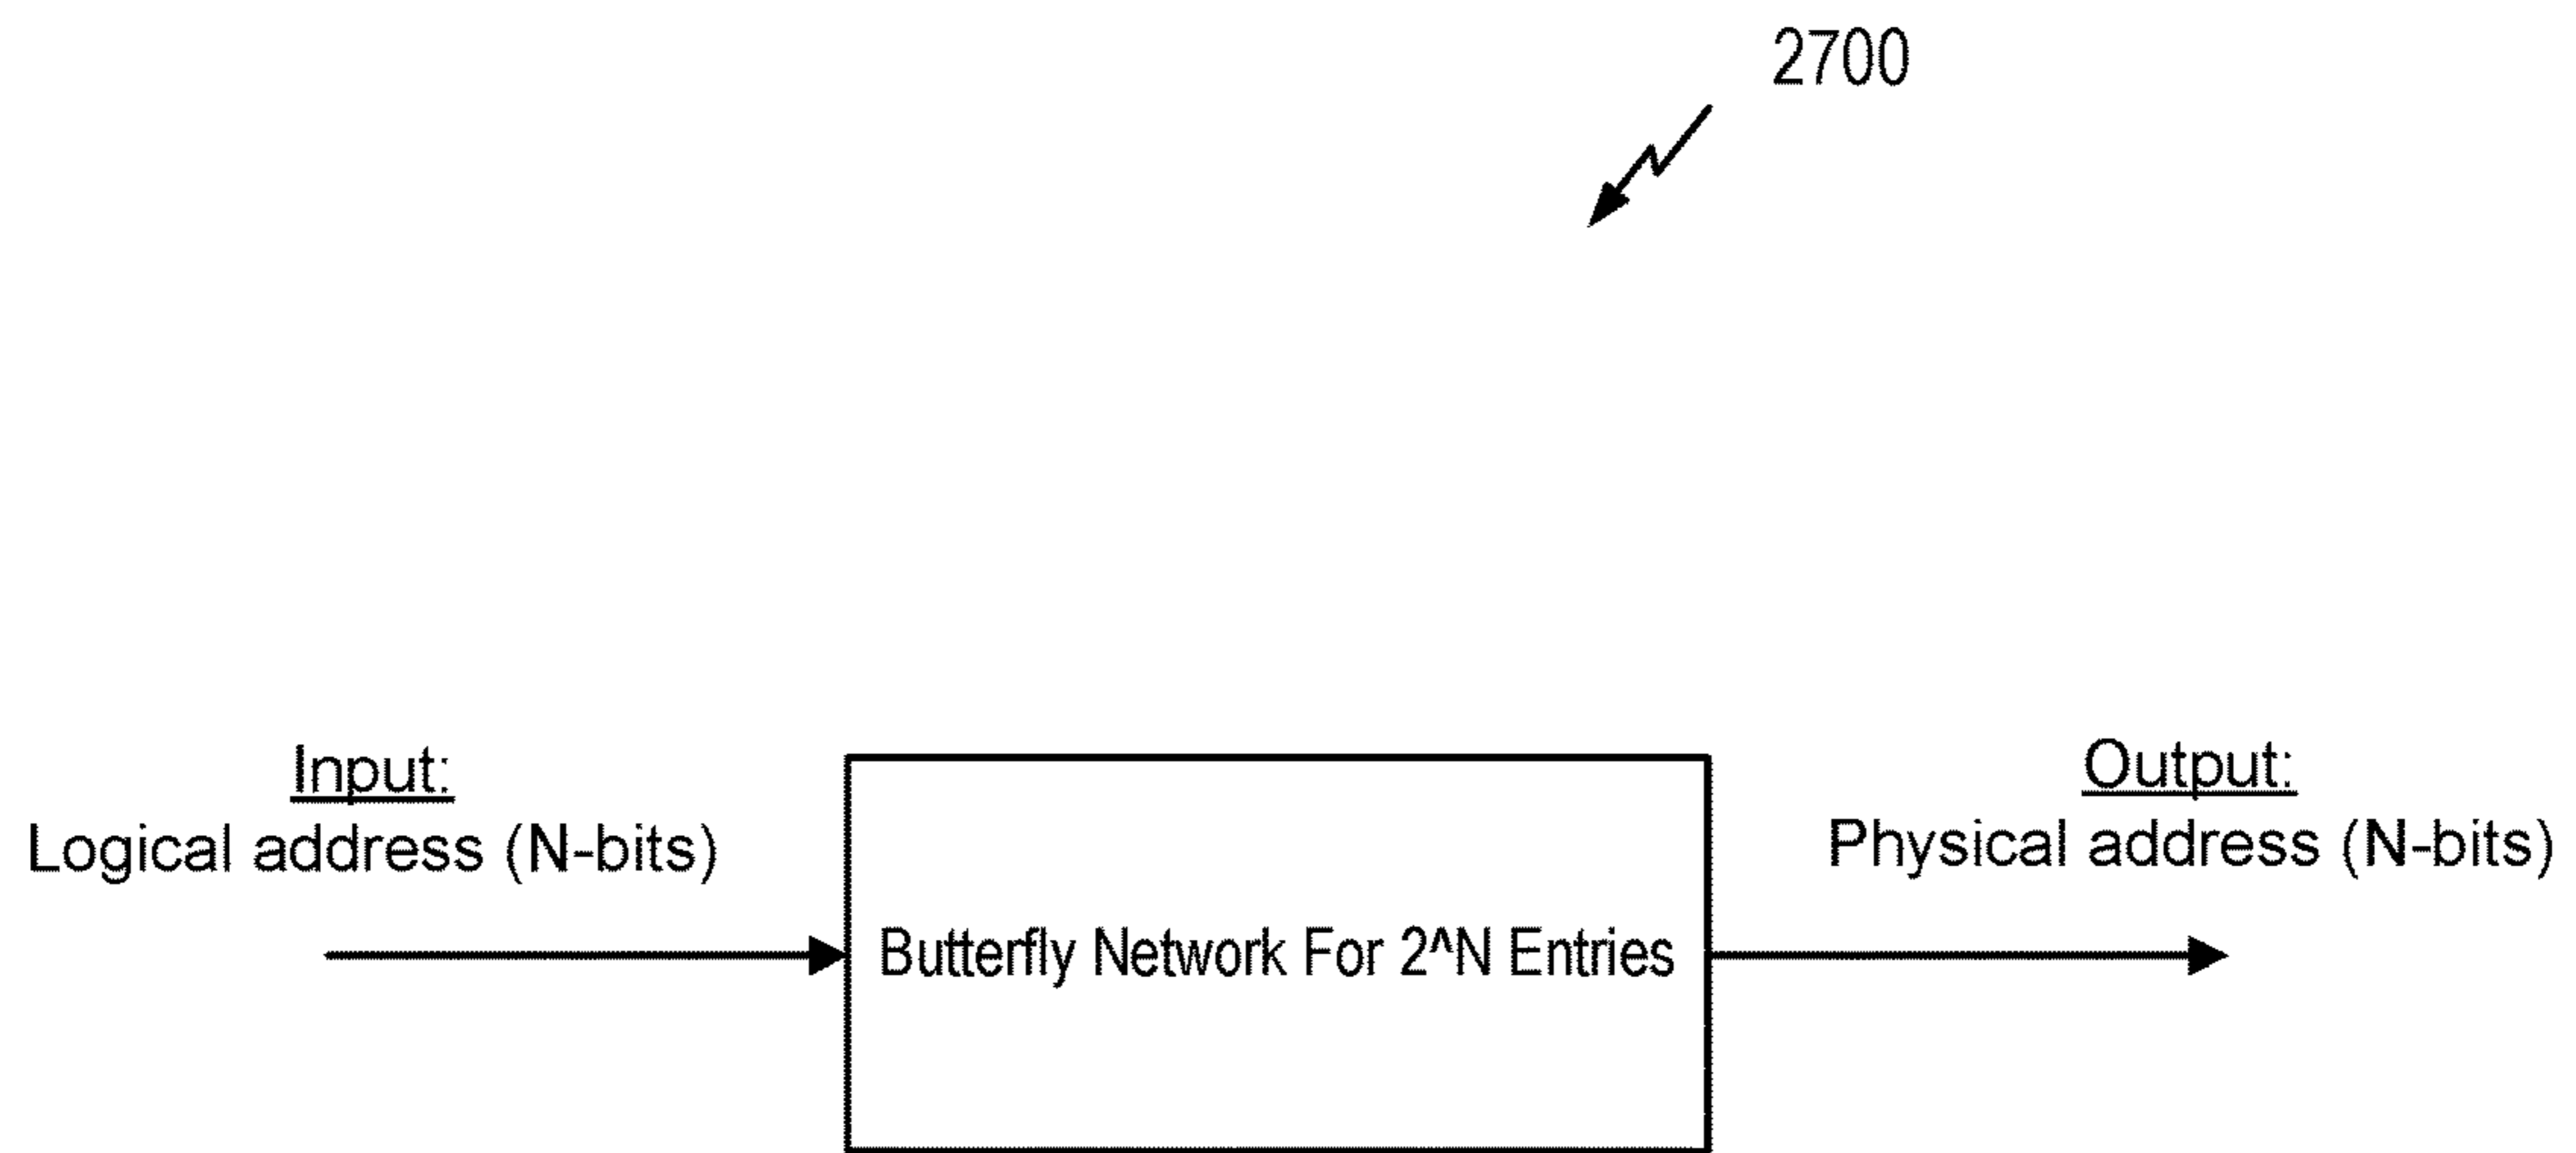 2700
Input:
Logical address (N-bits)
Butterfly Network For 2^N Entries
Output:
Physical address (N-bits)